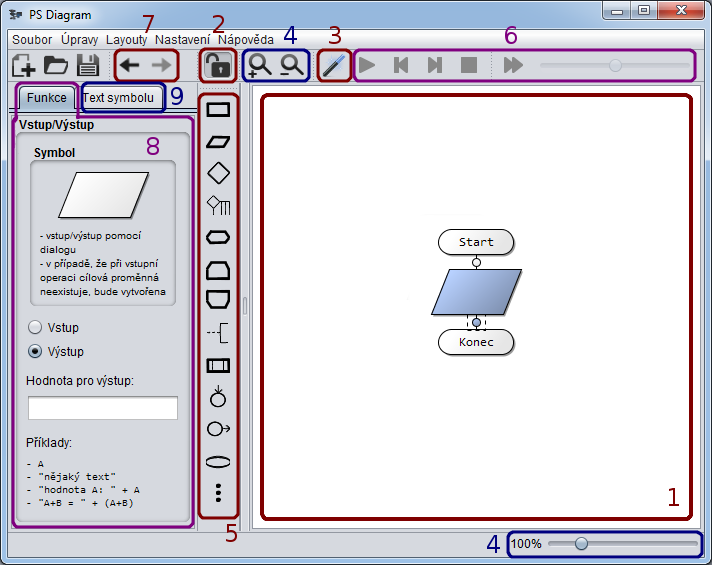 PS Diagram
Soubor Úpravy Layouty Nastavení Nápověda
7 2 4 3 6
Funkce Text symbolu 9
Vstup/Výstup
8
Symbol
- vstup/výstup pomocí
dialogu
- v případě, že při vstupní
operaci cílová proměnná
neexistuje, bude vytvořena
Vstup
Výstup
Hodnota pro výstup:
Příklady:
- A
- "nějaký text"
- "hodnota A: " + A
- "A+B = " + (A+B)
5
Start
Konec
1
4 100%